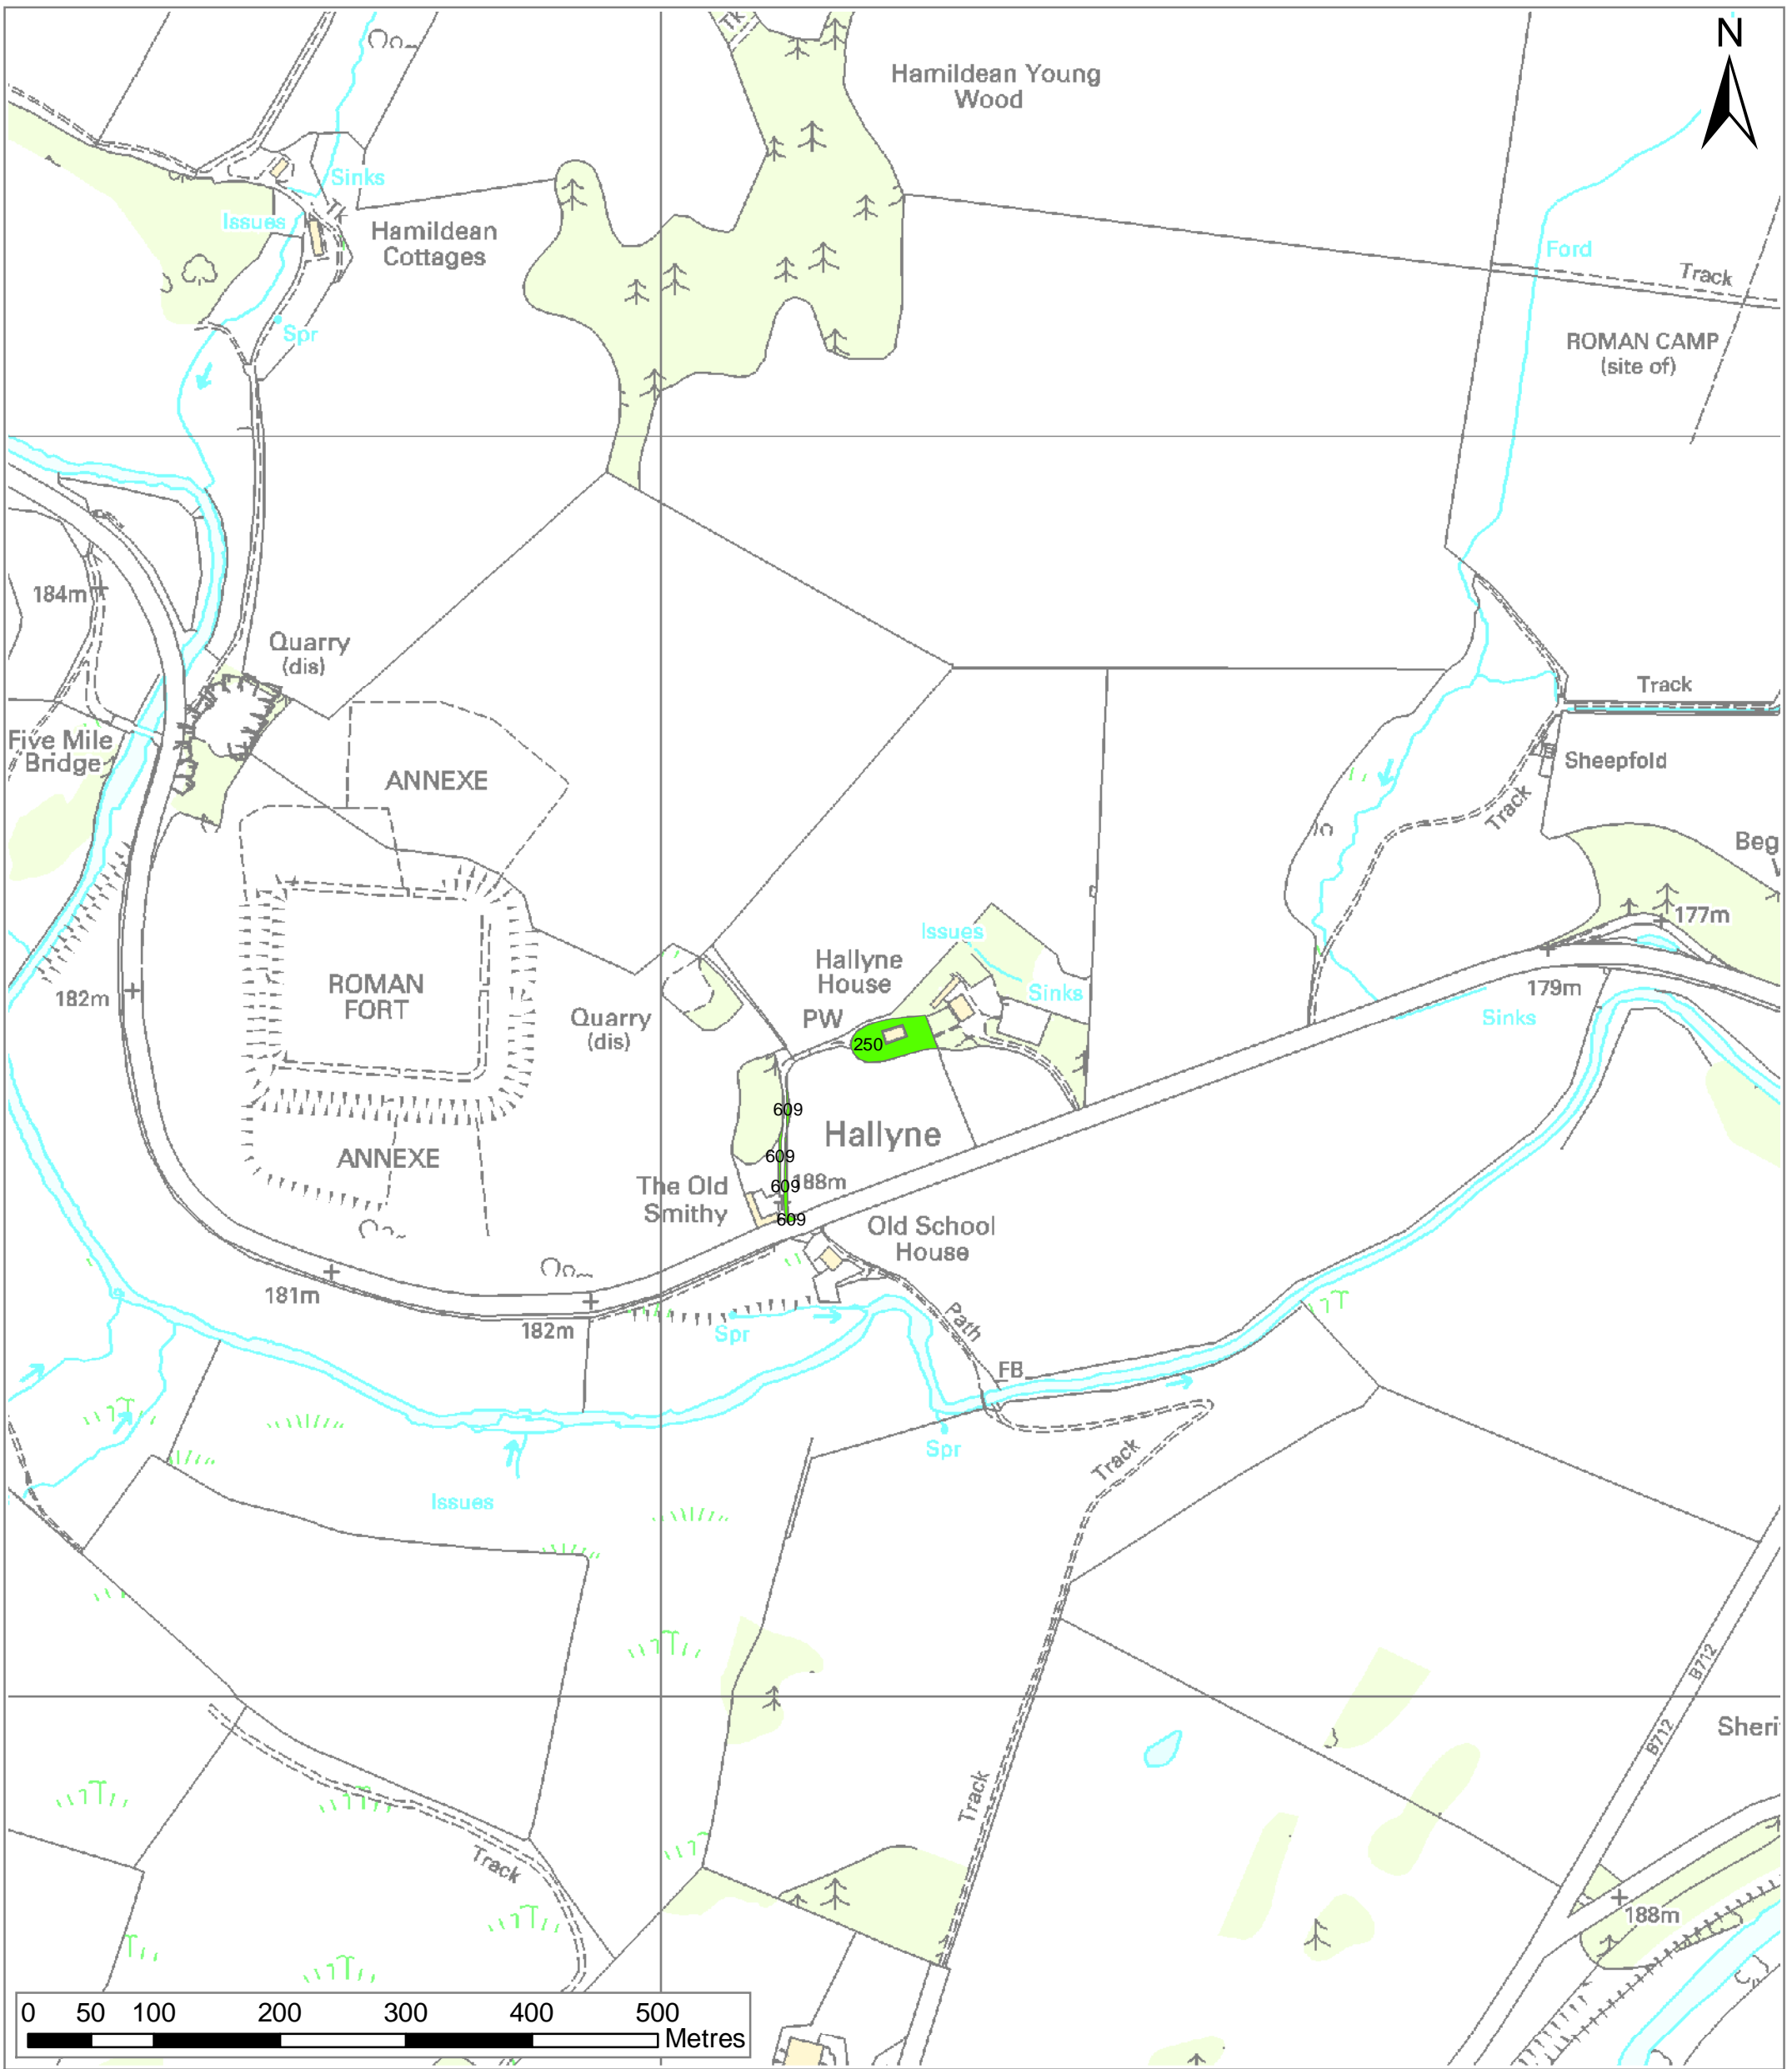 N
Tk
Hamildean Young
Wood
Sinks
Issues
Tk
Hamildean
Cottages
Spr
Ford
Track
ROMAN CAMP
(site of)
184m
Quarry
(dis)
Five Mile
Bridge
ANNEXE
Track
Sheepfold
Track
Beg
177m
Issues
Hallyne
House
Sinks
PW
250
182m
ROMAN
FORT
Quarry
(dis)
179m
Sinks
609
Hallyne
609
ANNEXE
609
188m
The Old
Smithy
609
Old School
House
181m
182m
Spr
Path
FB
Spr
Track
Issues
B712
B712
Sheri
Track
Track
188m
0 50 100 200 300 400 500
Metres